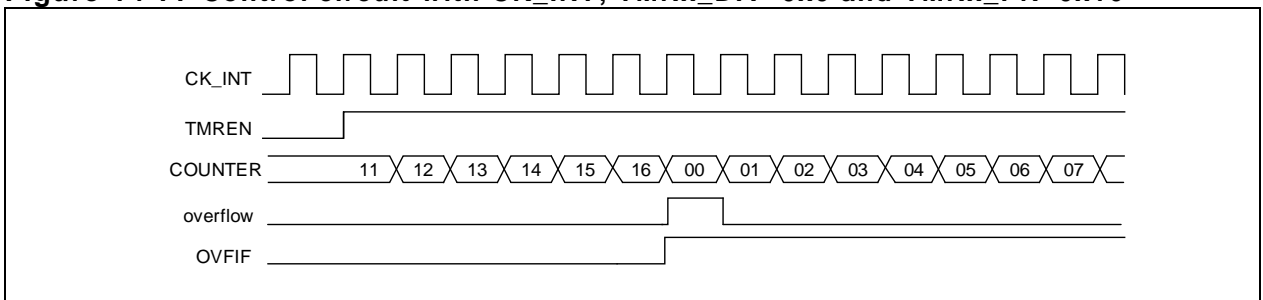 CK_INT
TMREN
COUNTER 11 12 13 14 15 16 00 01 02 03 04 05 06 07
overflow
OVFIF